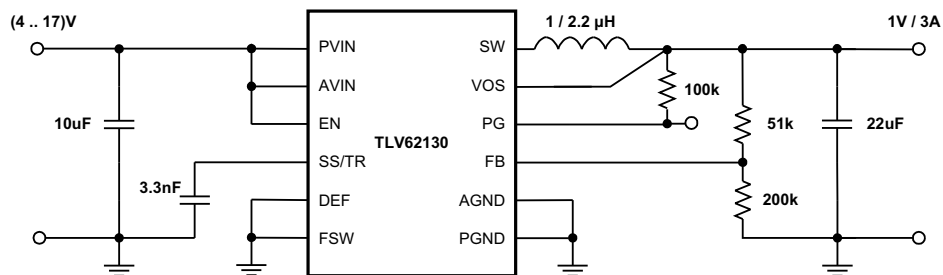 (4 .. 17)V
1 / 2.2 µH
1V / 3A
PVIN
SW
AVIN
VOS
100k
10uF
EN
PG
51k
22uF
TLV62130
SS/TR
FB
3.3nF
200k
DEF
AGND
FSW
PGND